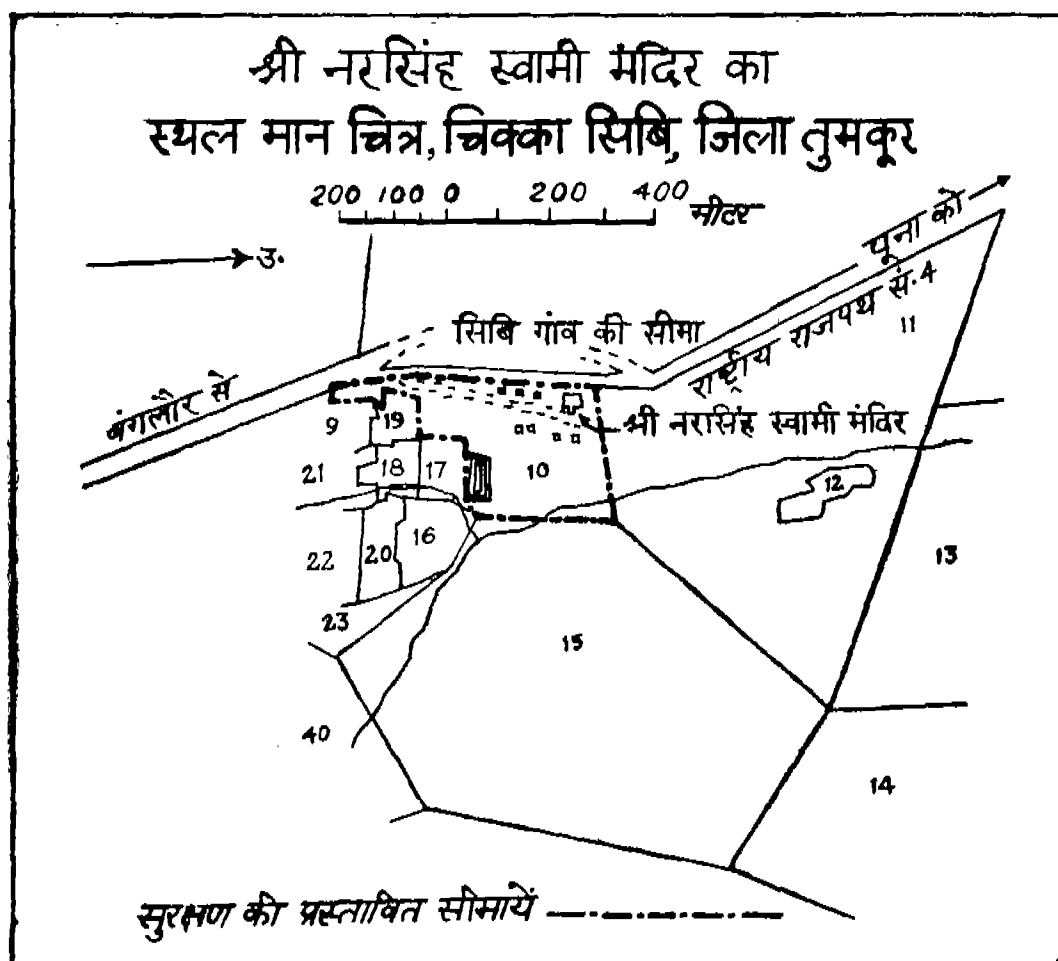 श्री नरसिंह स्वामी मंदिर का
स्थल मान चित्र, चिक्का सिबि, जिला तुमकूर
200 100 0 200 400 मीटर
उ.
पूना को
राष्ट्रीय राजपथ सं. 4
11
सिबि गांव की सीमा
बंगलौर से
श्री नरासिंह स्वामी मंदिर
9 19
21 18 17 10 12
22 20 16 13
23 15
40 14
सुरक्षण की प्रस्तावित सीमायें